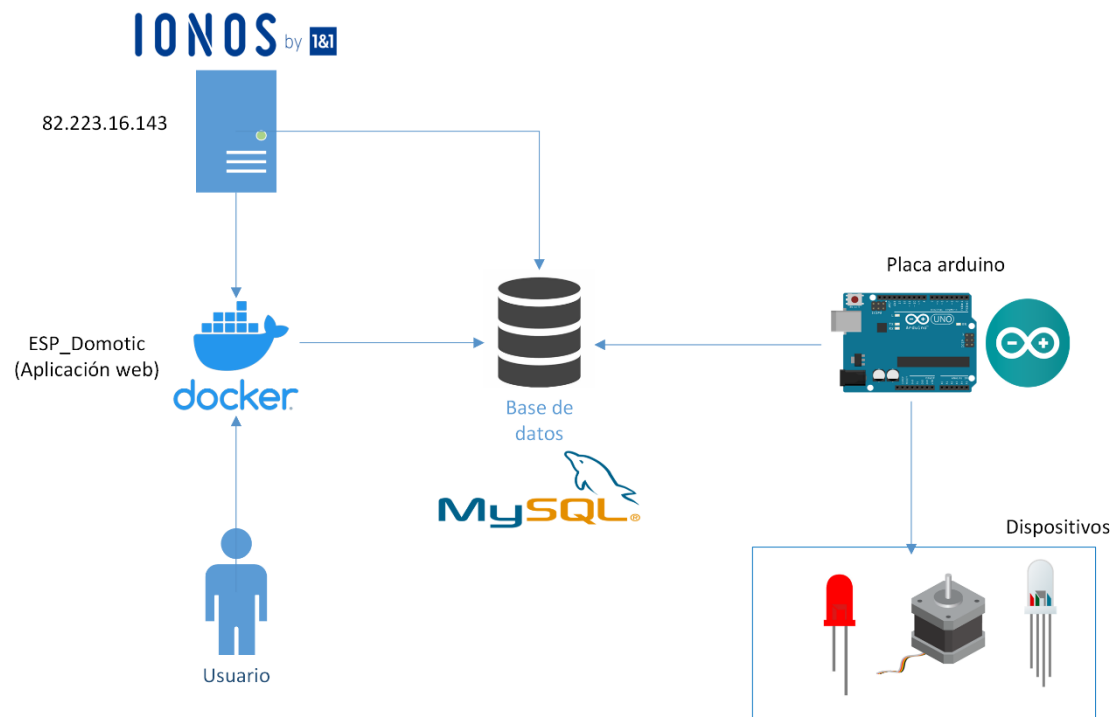 IONOS by 1&1
82.223.16.143
Placa arduino
UNO
ARDUINO
ESP_Domotic
(Aplicación web)
docker
Base de
datos
MySQL®
Dispositivos
Usuario